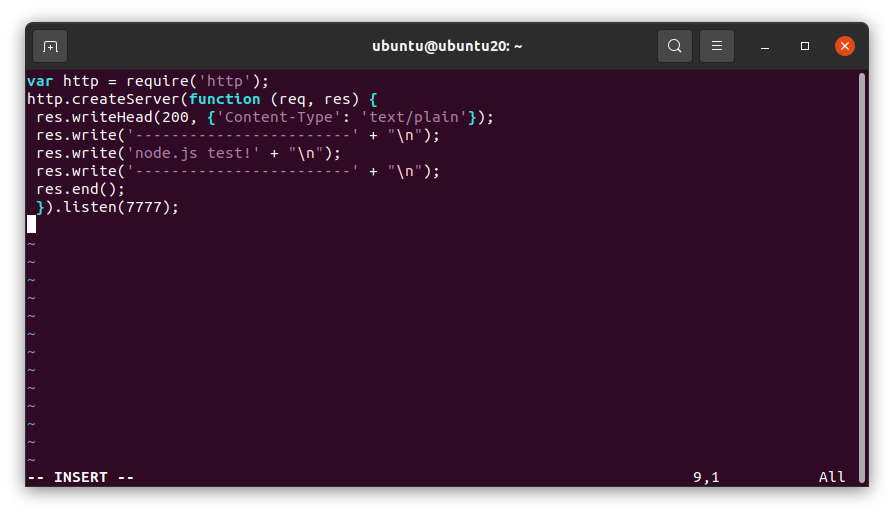 ubuntu@ubuntu20: ~
var http = require('http');
http.createServer(function (req, res) {
 res.writeHead(200, {'Content-Type': 'text/plain'});
 res.write('------------------------' + "\n");
 res.write('node.js test!' + "\n");
 res.write('------------------------' + "\n");
 res.end();
 }).listen(7777);
~
~
~
~
~
~
~
~
~
~
~
~
~
-- INSERT -- 9,1 All